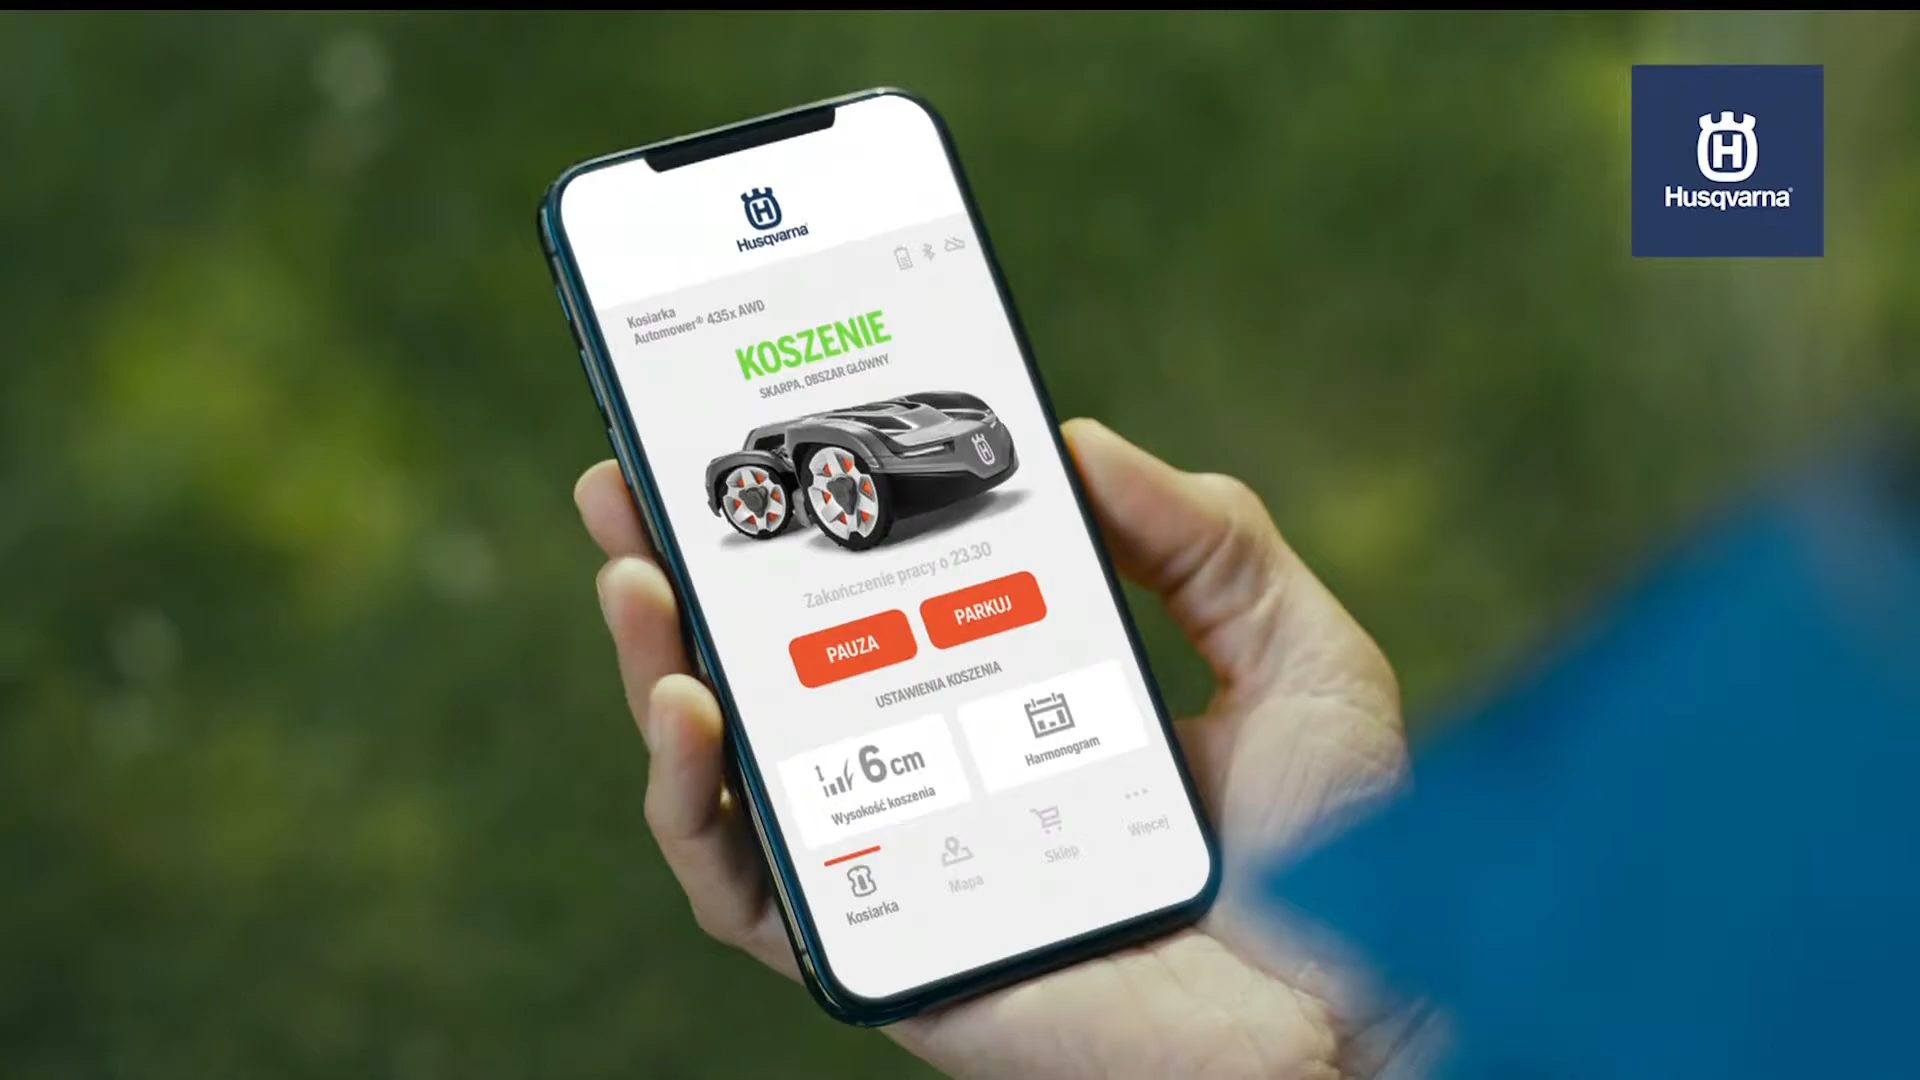 Husqvarna
Husqvarna
Kosiarka
Automower® 435x AWD
KOSZENIE
SKARPA, OBSZAR GŁÓWNY
Zakończenie pracy o 23.30
PAUZA
PARKUJ
USTAWIENIA KOSZENIA
6 cm
Wysokość koszenia
Harmonogram
Kosiarka
Mapa
Sklep
Więcej